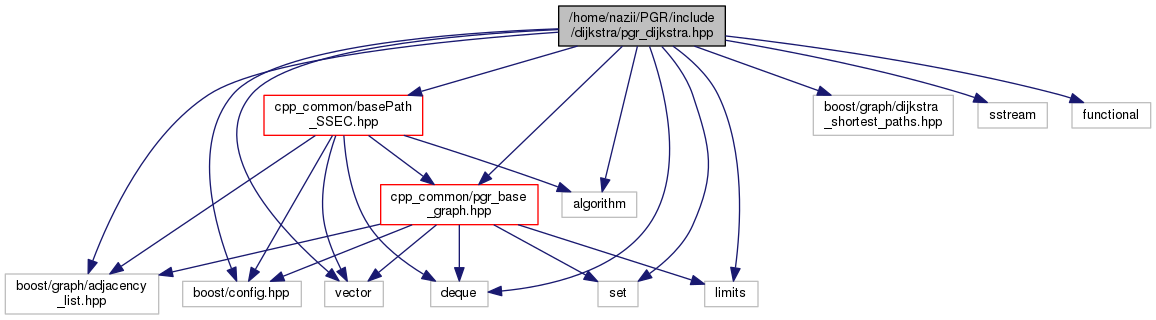 /home/nazii/PGR/include
/dijkstra/pgr_dijkstra.hpp
cpp_common/basePath
_SSEC.hpp
boost/graph/dijkstra
_shortest_paths.hpp
sstream
functional
cpp_common/pgr_base
_graph.hpp
algorithm
boost/graph/adjacency
_list.hpp
boost/config.hpp
vector
deque
set
limits